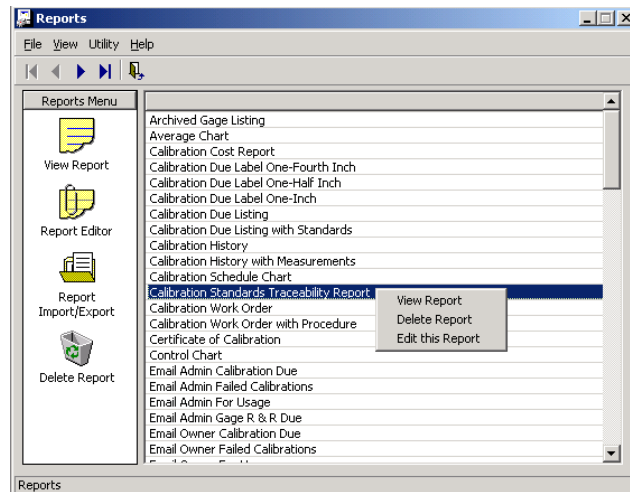 Reports
File View Utility Help
Reports Menu
View Report
Report Editor
Report
Import/Export
Delete Report
Archived Gage Listing
Average Chart
Calibration Cost Report
Calibration Due Label One-Fourth Inch
Calibration Due Label One-Half Inch
Calibration Due Label One-Inch
Calibration Due Listing
Calibration Due Listing with Standards
Calibration History
Calibration History with Measurements
Calibration Schedule Chart
Calibration Standards Traceability Report
Calibration Work Order
Calibration Work Order with Procedure
Certificate of Calibration
Control Chart
Email Admin Calibration Due
Email Admin Failed Calibrations
Email Admin For Usage
Email Admin Gage R & R Due
Email Owner Calibration Due
Email Owner Failed Calibrations
View Report
Delete Report
Edit this Report
Reports